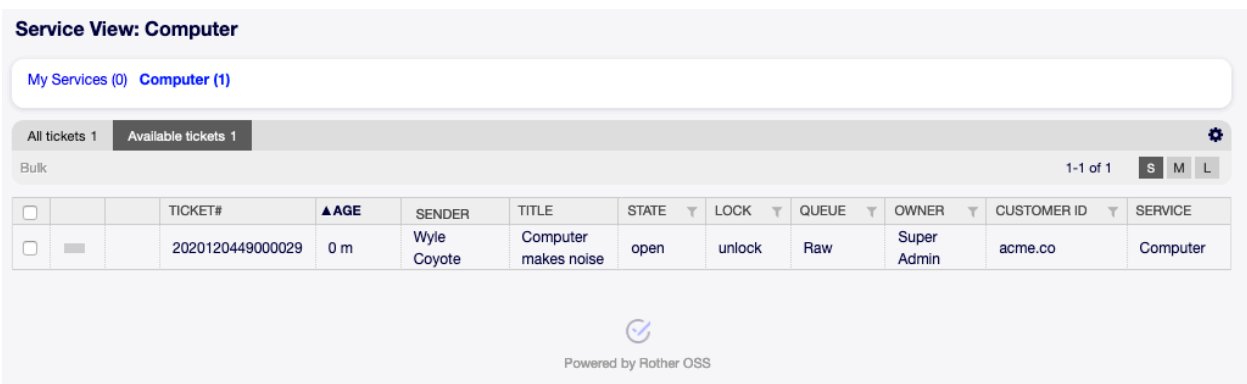 Service View: Computer
My Services (0) Computer (1)
All tickets 1 Available tickets 1
Bulk 1-1 of 1 S M L
TICKET# ▲AGE SENDER TITLE STATE LOCK QUEUE OWNER CUSTOMER ID SERVICE
2020120449000029 0 m Wyle Coyote Computer makes noise open unlock Raw Super Admin acme.co Computer
Powered by Rother OSS